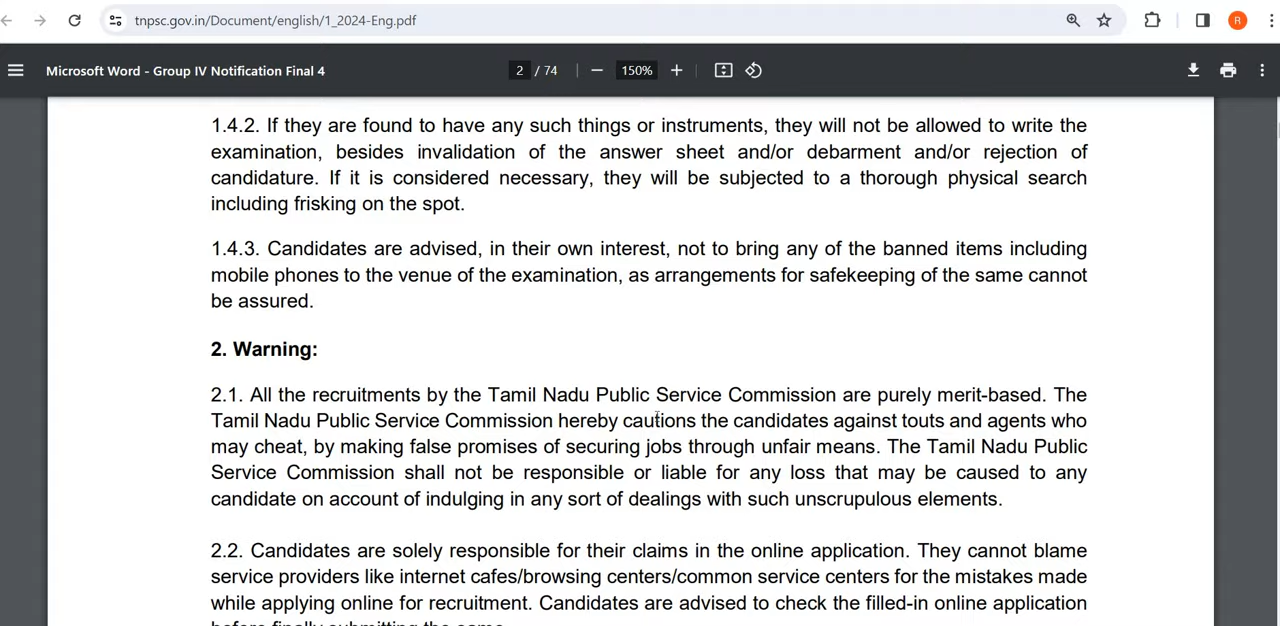 tnpsc.gov.in/Document/english/1_2024-Eng.pdf
R
Microsoft Word - Group IV Notification Final 4
2 / 74
150%
1.4.2. If they are found to have any such things or instruments, they will not be allowed to write the
examination, besides invalidation of the answer sheet and/or debarment and/or rejection of
candidature. If it is considered necessary, they will be subjected to a thorough physical search
including frisking on the spot.
1.4.3. Candidates are advised, in their own interest, not to bring any of the banned items including
mobile phones to the venue of the examination, as arrangements for safekeeping of the same cannot
be assured.
2. Warning:
2.1. All the recruitments by the Tamil Nadu Public Service Commission are purely merit-based. The
Tamil Nadu Public Service Commission hereby cautions the candidates against touts and agents who
may cheat, by making false promises of securing jobs through unfair means. The Tamil Nadu Public
Service Commission shall not be responsible or liable for any loss that may be caused to any
candidate on account of indulging in any sort of dealings with such unscrupulous elements.
2.2. Candidates are solely responsible for their claims in the online application. They cannot blame
service providers like internet cafes/browsing centers/common service centers for the mistakes made
while applying online for recruitment. Candidates are advised to check the filled-in online application
before finally submitting the same.